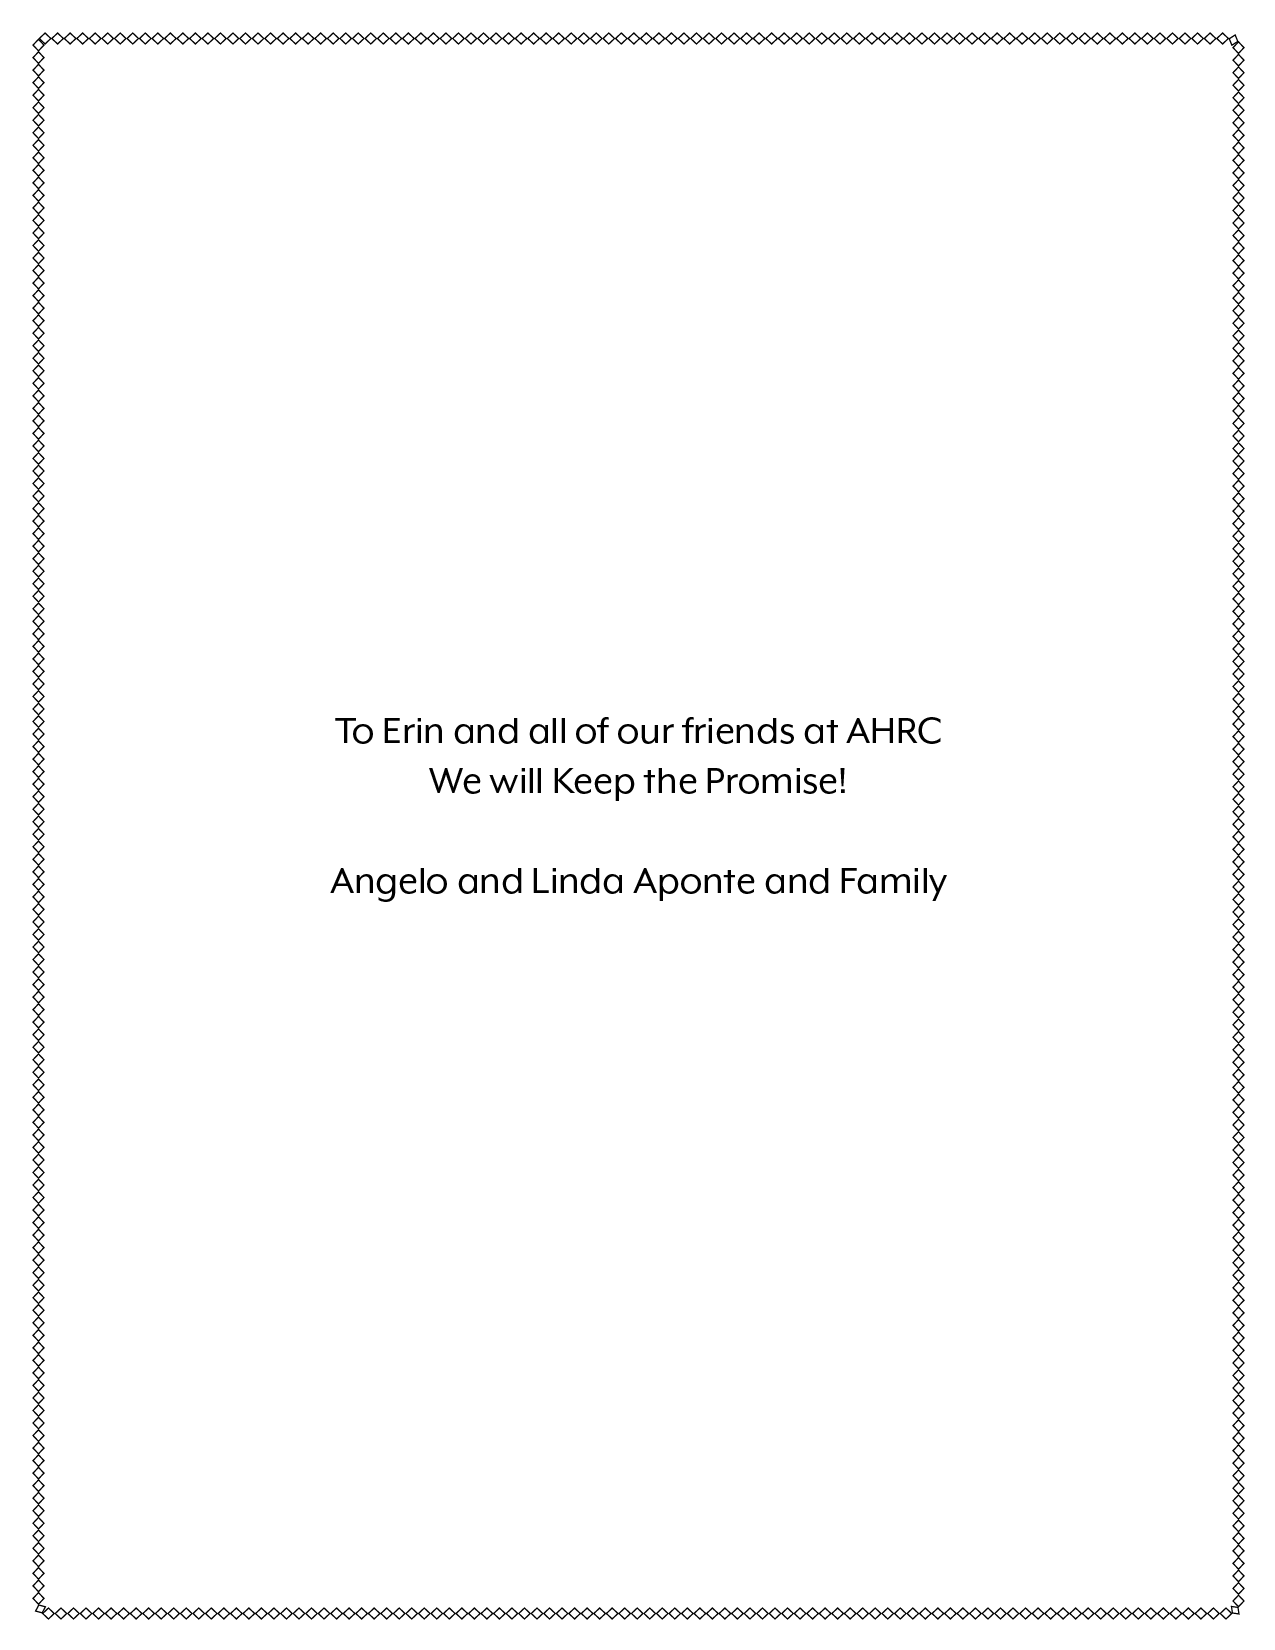 To Erin and all of our friends at AHRC
We will Keep the Promise!
Angelo and Linda Aponte and Family